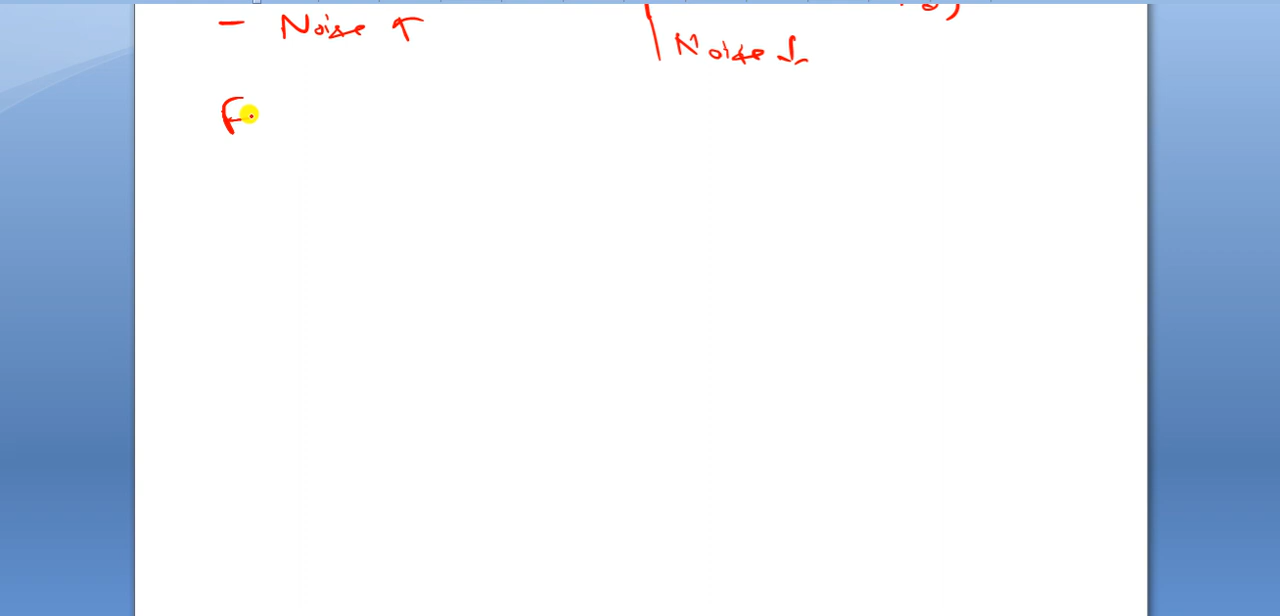 - Noise ↑
Noise ↓
F